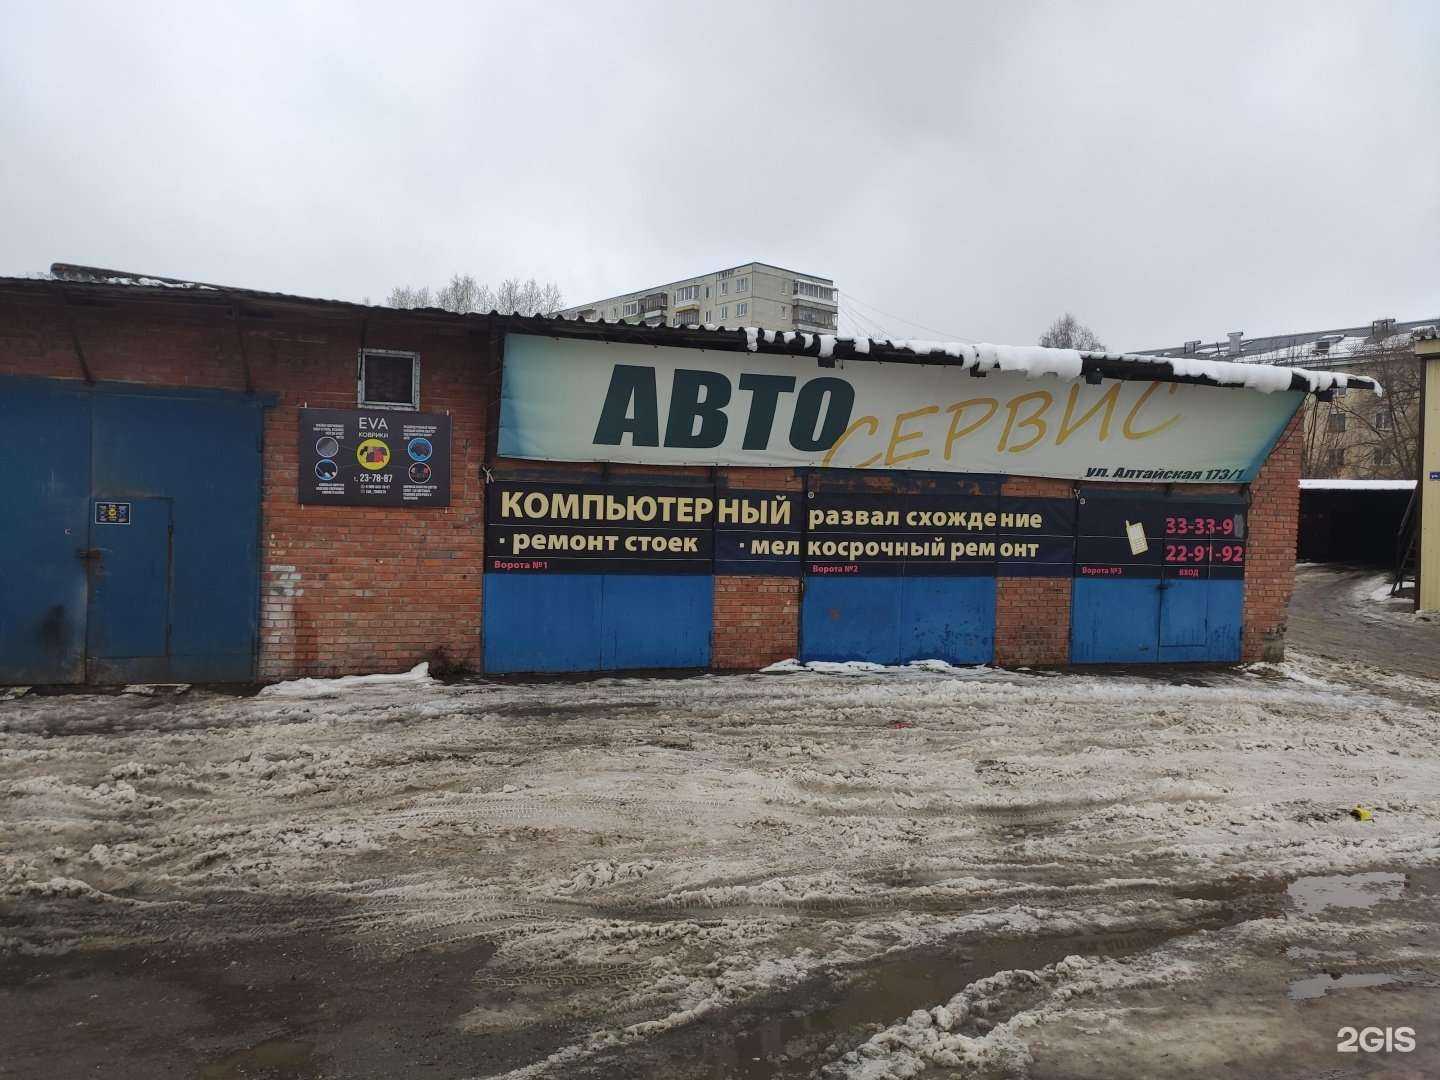 АВТО
СЕРВИС
ул. Алтайская 173/1
КОМПЬЮТЕРНЫЙ развал схождение
· ремонт стоек · мелкосрочный ремонт
33-33-9
22-91-92
Ворота №1
Ворота №2
Ворота №3
ВХОД
EVA
КОВРИКИ
23-78-87
2GIS